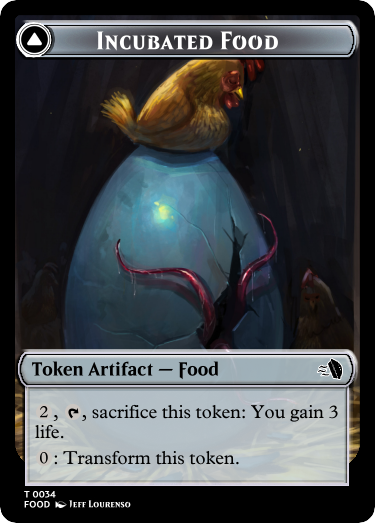 INCUBATED FOOD
Token Artifact — Food
2 , , sacrifice this token: You gain 3
life.
0 : Transform this token.
T 0034
FOOD JEFF LOURENSO